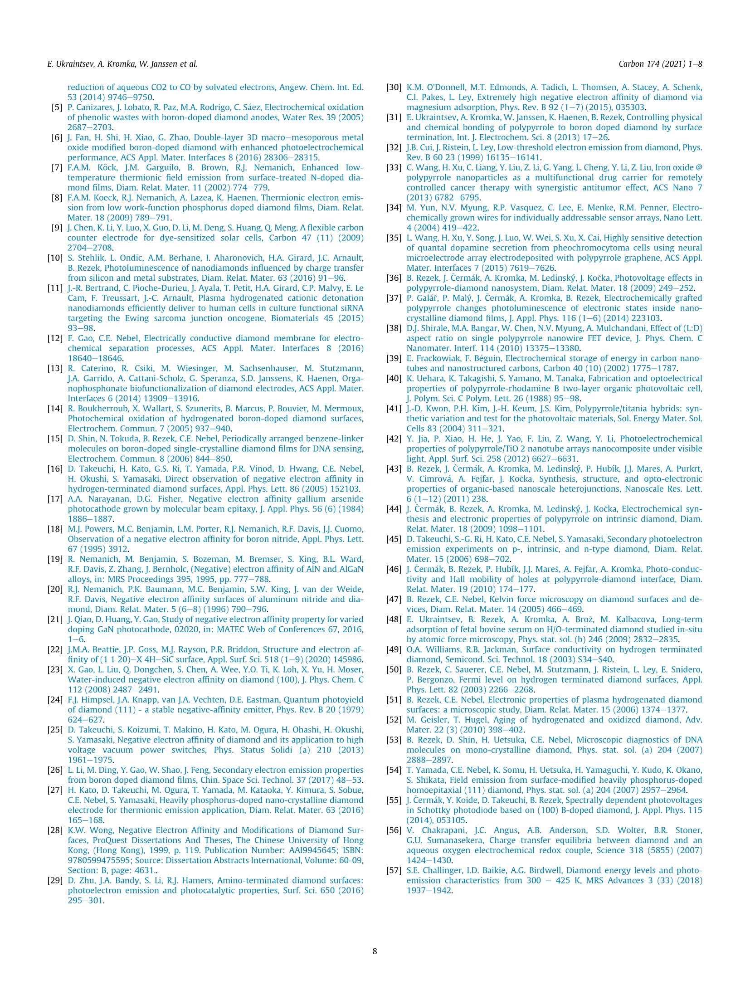 E. Ukraintsev, A. Kromka, W. Janssen et al.
Carbon 174 (2021) 1–8
reduction of aqueous CO2 to CO by solvated electrons, Angew. Chem. Int. Ed.
53 (2014) 9746–9750.
[5] P. Cañizares, J. Lobato, R. Paz, M.A. Rodrigo, C. Sáez, Electrochemical oxidation
of phenolic wastes with boron-doped diamond anodes, Water Res. 39 (2005)
2687–2703.
[6] J. Fan, H. Shi, H. Xiao, G. Zhao, Double-layer 3D macro–mesoporous metal
oxide modified boron-doped diamond with enhanced photoelectrochemical
performance, ACS Appl. Mater. Interfaces 8 (2016) 28306–28315.
[7] F.A.M. Köck, J.M. Garguilo, B. Brown, R.J. Nemanich, Enhanced low-
temperature thermionic field emission from surface-treated N-doped dia-
mond films, Diam. Relat. Mater. 11 (2002) 774–779.
[8] F.A.M. Koeck, R.J. Nemanich, A. Lazea, K. Haenen, Thermionic electron emis-
sion from low work-function phosphorus doped diamond films, Diam. Relat.
Mater. 18 (2009) 789–791.
[9] J. Chen, K. Li, Y. Luo, X. Guo, D. Li, M. Deng, S. Huang, Q. Meng, A flexible carbon
counter electrode for dye-sensitized solar cells, Carbon 47 (11) (2009)
2704–2708.
[10] S. Stehlik, L. Ondic, A.M. Berhane, I. Aharonovich, H.A. Girard, J.C. Arnault,
B. Rezek, Photoluminescence of nanodiamonds influenced by charge transfer
from silicon and metal substrates, Diam. Relat. Mater. 63 (2016) 91–96.
[11] J.-R. Bertrand, C. Pioche-Durieu, J. Ayala, T. Petit, H.A. Girard, C.P. Malvy, E. Le
Cam, F. Treussart, J.-C. Arnault, Plasma hydrogenated cationic detonation
nanodiamonds efficiently deliver to human cells in culture functional siRNA
targeting the Ewing sarcoma junction oncogene, Biomaterials 45 (2015)
93–98.
[12] F. Gao, C.E. Nebel, Electrically conductive diamond membrane for electro-
chemical separation processes, ACS Appl. Mater. Interfaces 8 (2016)
18640–18646.
[13] R. Caterino, R. Csiki, M. Wiesinger, M. Sachsenhauser, M. Stutzmann,
J.A. Garrido, A. Cattani-Scholz, G. Speranza, S.D. Janssens, K. Haenen, Orga-
nophosphonate biofunctionalization of diamond electrodes, ACS Appl. Mater.
Interfaces 6 (2014) 13909–13916.
[14] R. Boukherroub, X. Wallart, S. Szunerits, B. Marcus, P. Bouvier, M. Mermoux,
Photochemical oxidation of hydrogenated boron-doped diamond surfaces,
Electrochem. Commun. 7 (2005) 937–940.
[15] D. Shin, N. Tokuda, B. Rezek, C.E. Nebel, Periodically arranged benzene-linker
molecules on boron-doped single-crystalline diamond films for DNA sensing,
Electrochem. Commun. 8 (2006) 844–850.
[16] D. Takeuchi, H. Kato, G.S. Ri, T. Yamada, P.R. Vinod, D. Hwang, C.E. Nebel,
H. Okushi, S. Yamasaki, Direct observation of negative electron affinity in
hydrogen-terminated diamond surfaces, Appl. Phys. Lett. 86 (2005) 152103.
[17] A.A. Narayanan, D.G. Fisher, Negative electron affinity gallium arsenide
photocathode grown by molecular beam epitaxy, J. Appl. Phys. 56 (6) (1984)
1886–1887.
[18] M.J. Powers, M.C. Benjamin, L.M. Porter, R.J. Nemanich, R.F. Davis, J.J. Cuomo,
Observation of a negative electron affinity for boron nitride, Appl. Phys. Lett.
67 (1995) 3912.
[19] R. Nemanich, M. Benjamin, S. Bozeman, M. Bremser, S. King, B.L. Ward,
R.F. Davis, Z. Zhang, J. Bernholc, (Negative) electron affinity of AlN and AlGaN
alloys, in: MRS Proceedings 395, 1995, pp. 777–788.
[20] R.J. Nemanich, P.K. Baumann, M.C. Benjamin, S.W. King, J. van der Weide,
R.F. Davis, Negative electron affinity surfaces of aluminum nitride and dia-
mond, Diam. Relat. Mater. 5 (6–8) (1996) 790–796.
[21] J. Qiao, D. Huang, Y. Gao, Study of negative electron affinity property for varied
doping GaN photocathode, 02020, in: MATEC Web of Conferences 67, 2016,
1–6.
[22] J.M.A. Beattie, J.P. Goss, M.J. Rayson, P.R. Briddon, Structure and electron af-
finity of (1 1 2̅0)–X 4H–SiC surface, Appl. Surf. Sci. 518 (1–9) (2020) 145986.
[23] X. Gao, L. Liu, Q. Dongchen, S. Chen, A. Wee, Y.O. Ti, K. Loh, X. Yu, H. Moser,
Water-induced negative electron affinity on diamond (100), J. Phys. Chem. C
112 (2008) 2487–2491.
[24] F.J. Himpsel, J.A. Knapp, van J.A. Vechten, D.E. Eastman, Quantum photoyield
of diamond (111) - a stable negative-affinity emitter, Phys. Rev. B 20 (1979)
624–627.
[25] D. Takeuchi, S. Koizumi, T. Makino, H. Kato, M. Ogura, H. Ohashi, H. Okushi,
S. Yamasaki, Negative electron affinity of diamond and its application to high
voltage vacuum power switches, Phys. Status Solidi (a) 210 (2013)
1961–1975.
[26] L. Li, M. Ding, Y. Gao, W. Shao, J. Feng, Secondary electron emission properties
from boron doped diamond films, Chin. Space Sci. Technol. 37 (2017) 48–53.
[27] H. Kato, D. Takeuchi, M. Ogura, T. Yamada, M. Kataoka, Y. Kimura, S. Sobue,
C.E. Nebel, S. Yamasaki, Heavily phosphorus-doped nano-crystalline diamond
electrode for thermionic emission application, Diam. Relat. Mater. 63 (2016)
165–168.
[28] K.W. Wong, Negative Electron Affinity and Modifications of Diamond Sur-
faces, ProQuest Dissertations And Theses, The Chinese University of Hong
Kong, (Hong Kong), 1999, p. 119. Publication Number: AAI9945645; ISBN:
9780599475595; Source: Dissertation Abstracts International, Volume: 60-09,
Section: B, page: 4631..
[29] D. Zhu, J.A. Bandy, S. Li, R.J. Hamers, Amino-terminated diamond surfaces:
photoelectron emission and photocatalytic properties, Surf. Sci. 650 (2016)
295–301.
[30] K.M. O'Donnell, M.T. Edmonds, A. Tadich, L. Thomsen, A. Stacey, A. Schenk,
C.I. Pakes, L. Ley, Extremely high negative electron affinity of diamond via
magnesium adsorption, Phys. Rev. B 92 (1–7) (2015), 035303.
[31] E. Ukraintsev, A. Kromka, W. Janssen, K. Haenen, B. Rezek, Controlling physical
and chemical bonding of polypyrrole to boron doped diamond by surface
termination, Int. J. Electrochem. Sci. 8 (2013) 17–26.
[32] J.B. Cui, J. Ristein, L. Ley, Low-threshold electron emission from diamond, Phys.
Rev. B 60 23 (1999) 16135–16141.
[33] C. Wang, H. Xu, C. Liang, Y. Liu, Z. Li, G. Yang, L. Cheng, Y. Li, Z. Liu, Iron oxide @
polypyrrole nanoparticles as a multifunctional drug carrier for remotely
controlled cancer therapy with synergistic antitumor effect, ACS Nano 7
(2013) 6782–6795.
[34] M. Yun, N.V. Myung, R.P. Vasquez, C. Lee, E. Menke, R.M. Penner, Electro-
chemically grown wires for individually addressable sensor arrays, Nano Lett.
4 (2004) 419–422.
[35] L. Wang, H. Xu, Y. Song, J. Luo, W. Wei, S. Xu, X. Cai, Highly sensitive detection
of quantal dopamine secretion from pheochromocytoma cells using neural
microelectrode array electrodeposited with polypyrrole graphene, ACS Appl.
Mater. Interfaces 7 (2015) 7619–7626.
[36] B. Rezek, J. Čermák, A. Kromka, M. Ledinský, J. Kočka, Photovoltage effects in
polypyrrole-diamond nanosystem, Diam. Relat. Mater. 18 (2009) 249–252.
[37] P. Galář, P. Malý, J. Čermák, A. Kromka, B. Rezek, Electrochemically grafted
polypyrrole changes photoluminescence of electronic states inside nano-
crystalline diamond films, J. Appl. Phys. 116 (1–6) (2014) 223103.
[38] D.J. Shirale, M.A. Bangar, W. Chen, N.V. Myung, A. Mulchandani, Effect of (L:D)
aspect ratio on single polypyrrole nanowire FET device, J. Phys. Chem. C
Nanomater. Interf. 114 (2010) 13375–13380.
[39] E. Frackowiak, F. Béguin, Electrochemical storage of energy in carbon nano-
tubes and nanostructured carbons, Carbon 40 (10) (2002) 1775–1787.
[40] K. Uehara, K. Takagishi, S. Yamano, M. Tanaka, Fabrication and optoelectrical
properties of polypyrrole-rhodamine B two-layer organic photovoltaic cell,
J. Polym. Sci. C Polym. Lett. 26 (1988) 95–98.
[41] J.-D. Kwon, P.H. Kim, J.-H. Keum, J.S. Kim, Polypyrrole/titania hybrids: syn-
thetic variation and test for the photovoltaic materials, Sol. Energy Mater. Sol.
Cells 83 (2004) 311–321.
[42] Y. Jia, P. Xiao, H. He, J. Yao, F. Liu, Z. Wang, Y. Li, Photoelectrochemical
properties of polypyrrole/TiO 2 nanotube arrays nanocomposite under visible
light, Appl. Surf. Sci. 258 (2012) 6627–6631.
[43] B. Rezek, J. Čermák, A. Kromka, M. Ledinský, P. Hubík, J.J. Mareš, A. Purkrt,
V. Cimrová, A. Fejfar, J. Kočka, Synthesis, structure, and opto-electronic
properties of organic-based nanoscale heterojunctions, Nanoscale Res. Lett.
6 (1–12) (2011) 238.
[44] J. Čermák, B. Rezek, A. Kromka, M. Ledinský, J. Kočka, Electrochemical syn-
thesis and electronic properties of polypyrrole on intrinsic diamond, Diam.
Relat. Mater. 18 (2009) 1098–1101.
[45] D. Takeuchi, S.-G. Ri, H. Kato, C.E. Nebel, S. Yamasaki, Secondary photoelectron
emission experiments on p-, intrinsic, and n-type diamond, Diam. Relat.
Mater. 15 (2006) 698–702.
[46] J. Čermák, B. Rezek, P. Hubík, J.J. Mareš, A. Fejfar, A. Kromka, Photo-conduc-
tivity and Hall mobility of holes at polypyrrole-diamond interface, Diam.
Relat. Mater. 19 (2010) 174–177.
[47] B. Rezek, C.E. Nebel, Kelvin force microscopy on diamond surfaces and de-
vices, Diam. Relat. Mater. 14 (2005) 466–469.
[48] E. Ukraintsev, B. Rezek, A. Kromka, A. Brož, M. Kalbacova, Long-term
adsorption of fetal bovine serum on H/O-terminated diamond studied in-situ
by atomic force microscopy, Phys. stat. sol. (b) 246 (2009) 2832–2835.
[49] O.A. Williams, R.B. Jackman, Surface conductivity on hydrogen terminated
diamond, Semicond. Sci. Technol. 18 (2003) S34–S40.
[50] B. Rezek, C. Sauerer, C.E. Nebel, M. Stutzmann, J. Ristein, L. Ley, E. Snidero,
P. Bergonzo, Fermi level on hydrogen terminated diamond surfaces, Appl.
Phys. Lett. 82 (2003) 2266–2268.
[51] B. Rezek, C.E. Nebel, Electronic properties of plasma hydrogenated diamond
surfaces: a microscopic study, Diam. Relat. Mater. 15 (2006) 1374–1377.
[52] M. Geisler, T. Hugel, Aging of hydrogenated and oxidized diamond, Adv.
Mater. 22 (3) (2010) 398–402.
[53] B. Rezek, D. Shin, H. Uetsuka, C.E. Nebel, Microscopic diagnostics of DNA
molecules on mono-crystalline diamond, Phys. stat. sol. (a) 204 (2007)
2888–2897.
[54] T. Yamada, C.E. Nebel, K. Somu, H. Uetsuka, H. Yamaguchi, Y. Kudo, K. Okano,
S. Shikata, Field emission from surface-modified heavily phosphorus-doped
homoepitaxial (111) diamond, Phys. stat. sol. (a) 204 (2007) 2957–2964.
[55] J. Čermák, Y. Koide, D. Takeuchi, B. Rezek, Spectrally dependent photovoltages
in Schottky photodiode based on (100) B-doped diamond, J. Appl. Phys. 115
(2014), 053105.
[56] V. Chakrapani, J.C. Angus, A.B. Anderson, S.D. Wolter, B.R. Stoner,
G.U. Sumanasekera, Charge transfer equilibria between diamond and an
aqueous oxygen electrochemical redox couple, Science 318 (5855) (2007)
1424–1430.
[57] S.E. Challinger, I.D. Baikie, A.G. Birdwell, Diamond energy levels and photo-
emission characteristics from 300 – 425 K, MRS Advances 3 (33) (2018)
1937–1942.
8